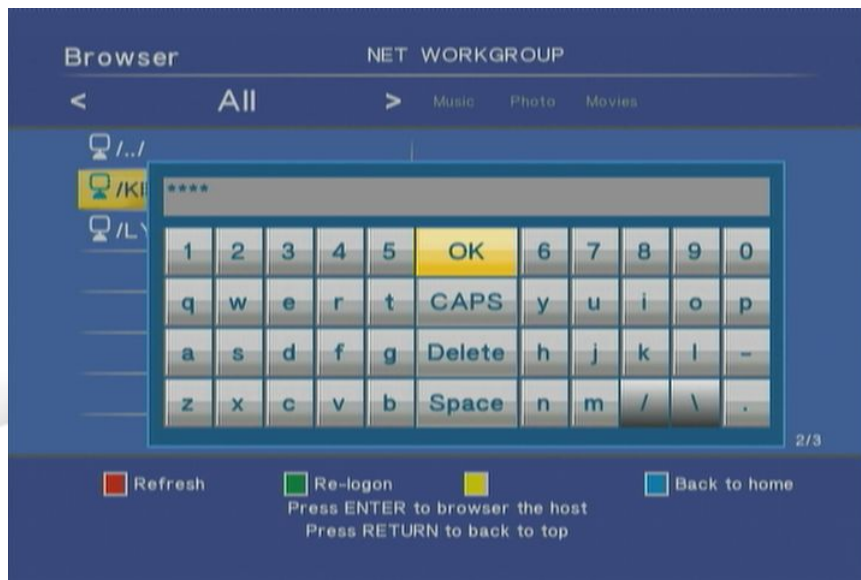 Browser NET WORKGROUP
< All > Music Photo Movies
/../
/KI
/L
****
1 2 3 4 5 OK 6 7 8 9 0
q w e r t CAPS y u i o p
a s d f g Delete h j k l -
z x c v b Space n m / \ .
2/3
Refresh Re-logon Back to home
Press ENTER to browser the host
Press RETURN to back to top